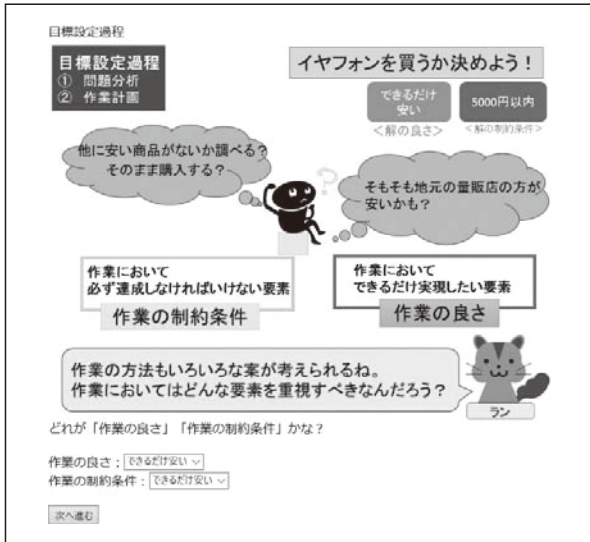 目標設定過程
目標設定過程
① 問題分析
② 作業計画
イヤフォンを買うか決めよう！
できるだけ
安い
<解の良さ>
5000円以内
<解の制約条件>
他に安い商品がないか調べる？
そのまま購入する？
?
そもそも地元の量販店の方が
安いかも？
作業において
必ず達成しなければいけない要素
作業の制約条件
作業において
できるだけ実現したい要素
作業の良さ
作業の方法もいろいろな案が考えられるね。
作業においてはどんな要素を重視すべきなんだろう？
ラン
どれが「作業の良さ」「作業の制約条件」かな？
作業の良さ：できるだけ安い
作業の制約条件：できるだけ安い
次へ進む